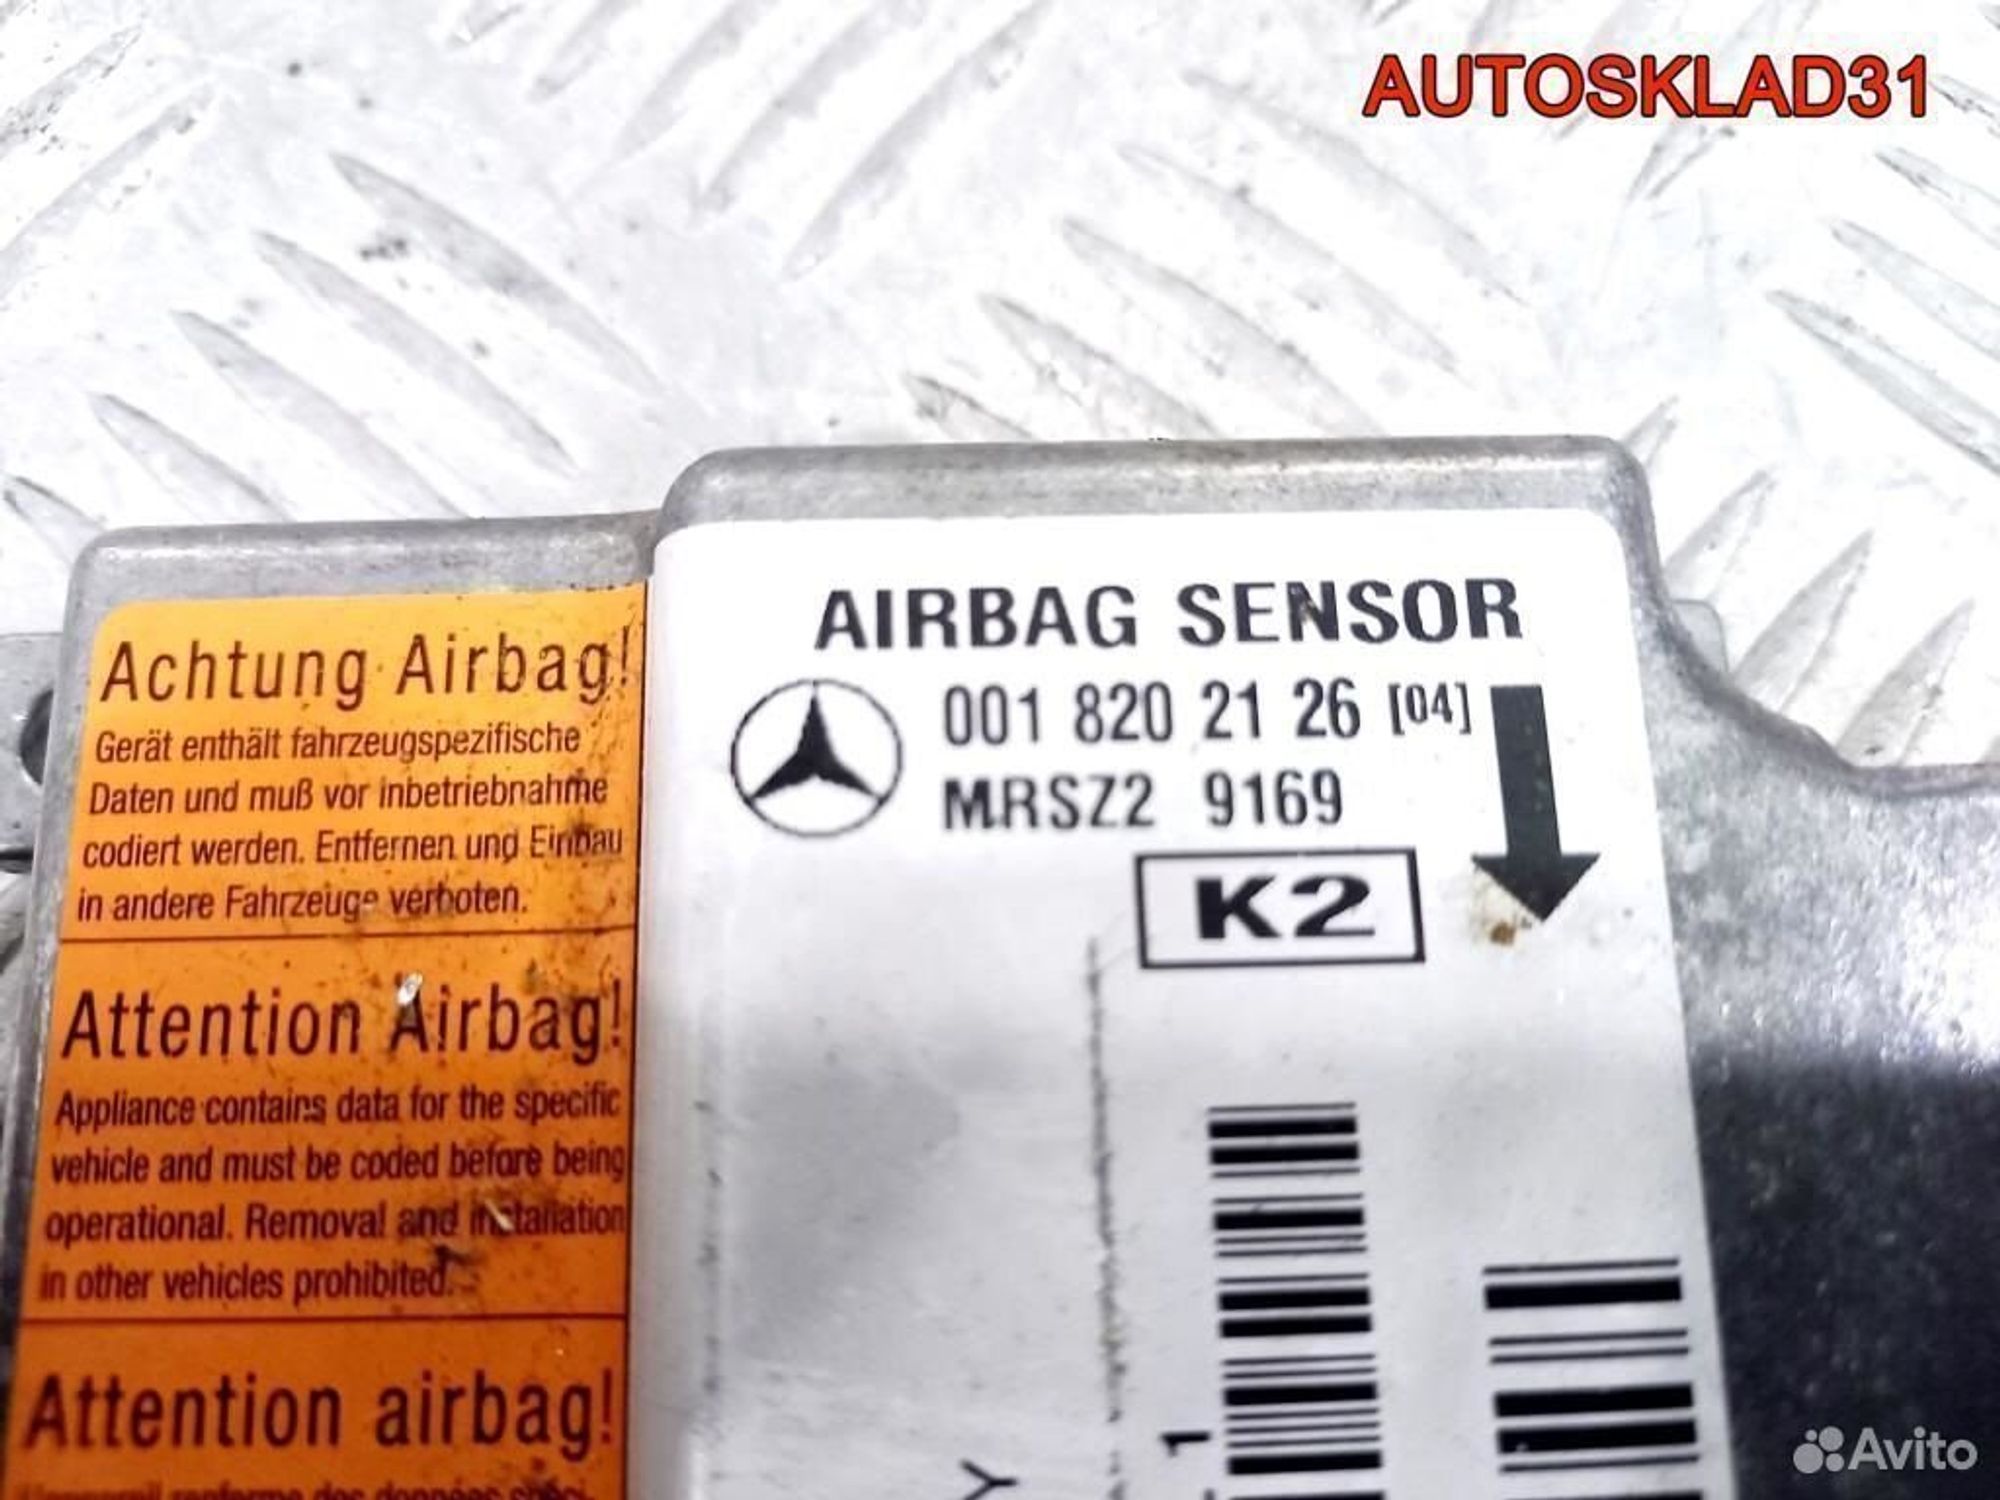 AUTOSKLAD31
Achtung Airbag!
Gerät enthält fahrzeugspezifische
Daten und muß vor Inbetriebnahme
codiert werden. Entfernen und Einbau
in andere Fahrzeuge verboten.
Attention Airbag!
Appliance contains data for the specific
vehicle and must be coded before being
operational. Removal and installation
in other vehicles prohibited.
Attention airbag!
AIRBAG SENSOR
001 820 21 26 [04]
MRSZ2 9169
K2
1
Y
Avito